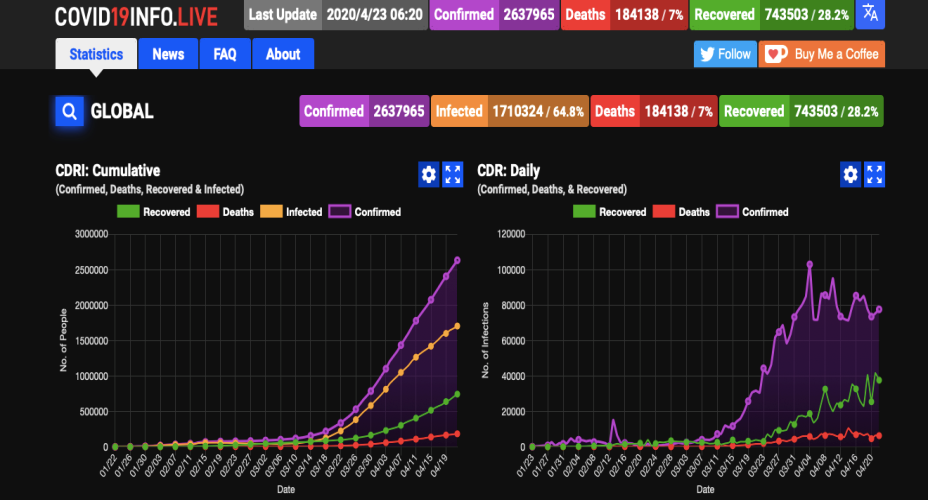 COVID19INFO.LIVE
Last Update 2020/4/23 06:20 Confirmed 2637965 Deaths 184138 / 7% Recovered 743503 / 28.2%
Statistics News FAQ About
Follow Buy Me a Coffee
GLOBAL
Confirmed 2637965 Infected 1710324 / 64.8% Deaths 184138 / 7% Recovered 743503 / 28.2%
CDRI: Cumulative
(Confirmed, Deaths, Recovered & Infected)
Recovered Deaths Infected Confirmed
3000000
2500000
2000000
1500000
1000000
500000
0
No. of People
01/22 01/26 01/30 02/03 02/07 02/11 02/15 02/19 02/23 02/27 03/02 03/06 03/10 03/14 03/18 03/22 03/26 03/30 04/03 04/07 04/11 04/15 04/19
Date
CDR: Daily
(Confirmed, Deaths, & Recovered)
Recovered Deaths Confirmed
120000
100000
80000
60000
40000
20000
0
No. of Infections
01/23 01/27 01/31 02/04 02/08 02/12 02/16 02/20 02/24 02/28 03/03 03/07 03/11 03/15 03/19 03/23 03/27 03/31 04/04 04/08 04/12 04/16 04/20
Date